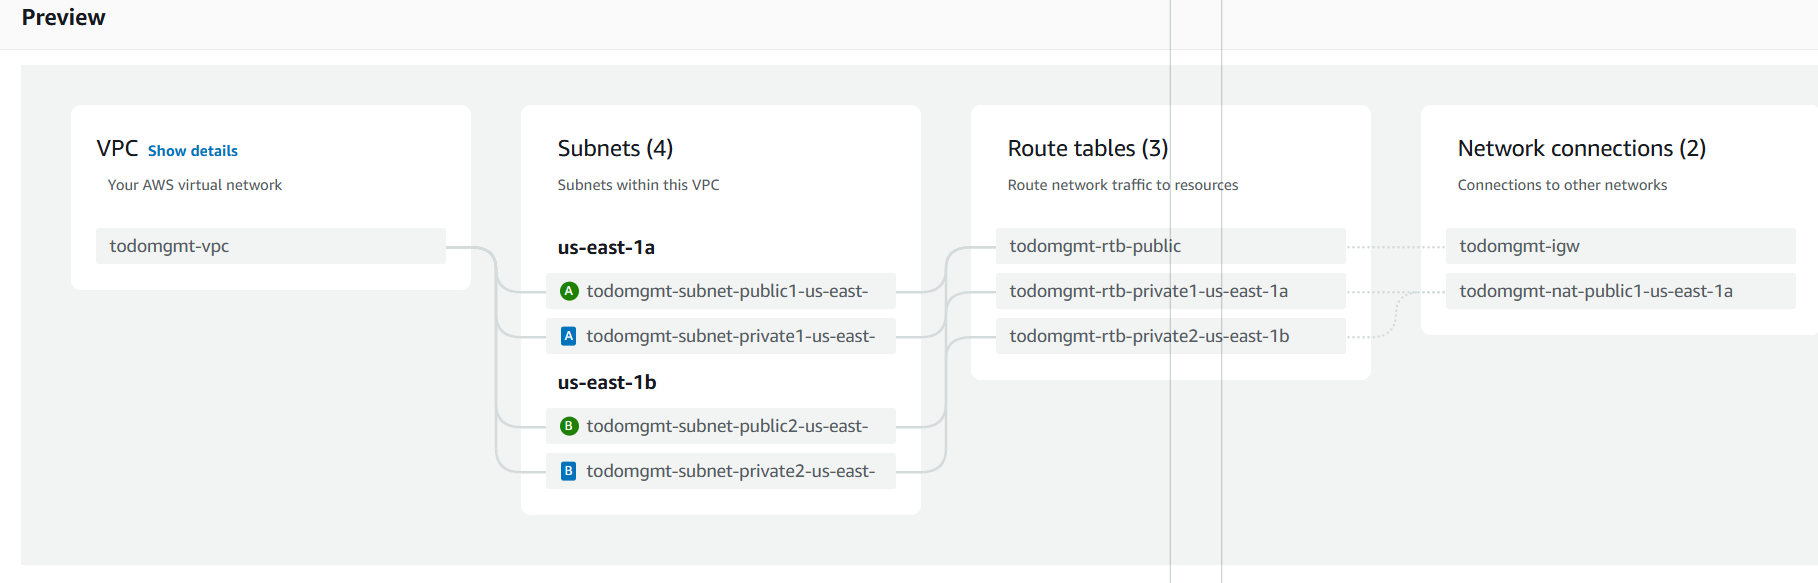 Preview
VPC Show details
Your AWS virtual network
todomgmt-vpc
Subnets (4)
Subnets within this VPC
us-east-1a
A todomgmt-subnet-public1-us-east-
A todomgmt-subnet-private1-us-east-
us-east-1b
B todomgmt-subnet-public2-us-east-
B todomgmt-subnet-private2-us-east-
Route tables (3)
Route network traffic to resources
todomgmt-rtb-public
todomgmt-rtb-private1-us-east-1a
todomgmt-rtb-private2-us-east-1b
Network connections (2)
Connections to other networks
todomgmt-igw
todomgmt-nat-public1-us-east-1a